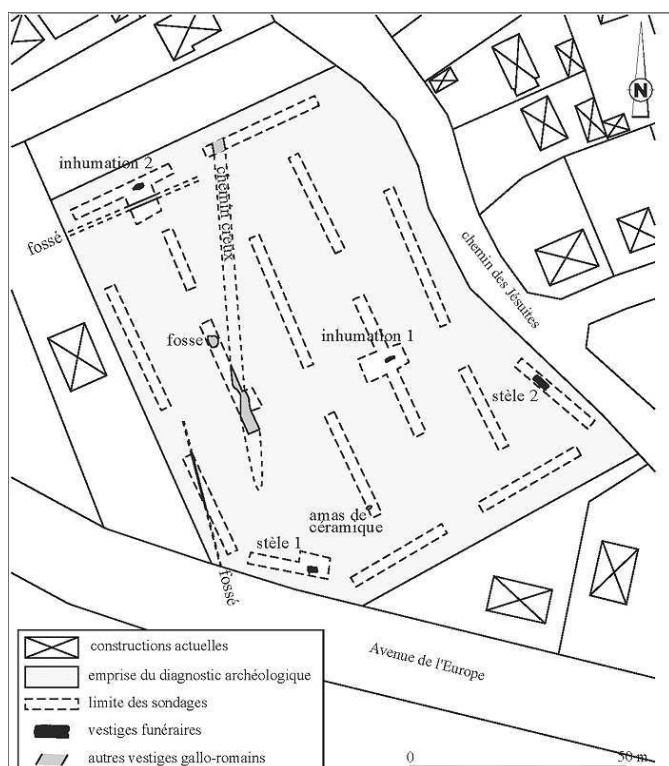 N
inhumation 2
chemin creux
fossé
chemin des Jésuites
fosse
inhumation 1
stèle 2
amas de
céramique
stèle 1
fossé
Avenue de l'Europe
constructions actuelles
emprise du diagnostic archéologique
limite des sondages
vestiges funéraires
autres vestiges gallo-romains
0
50 m